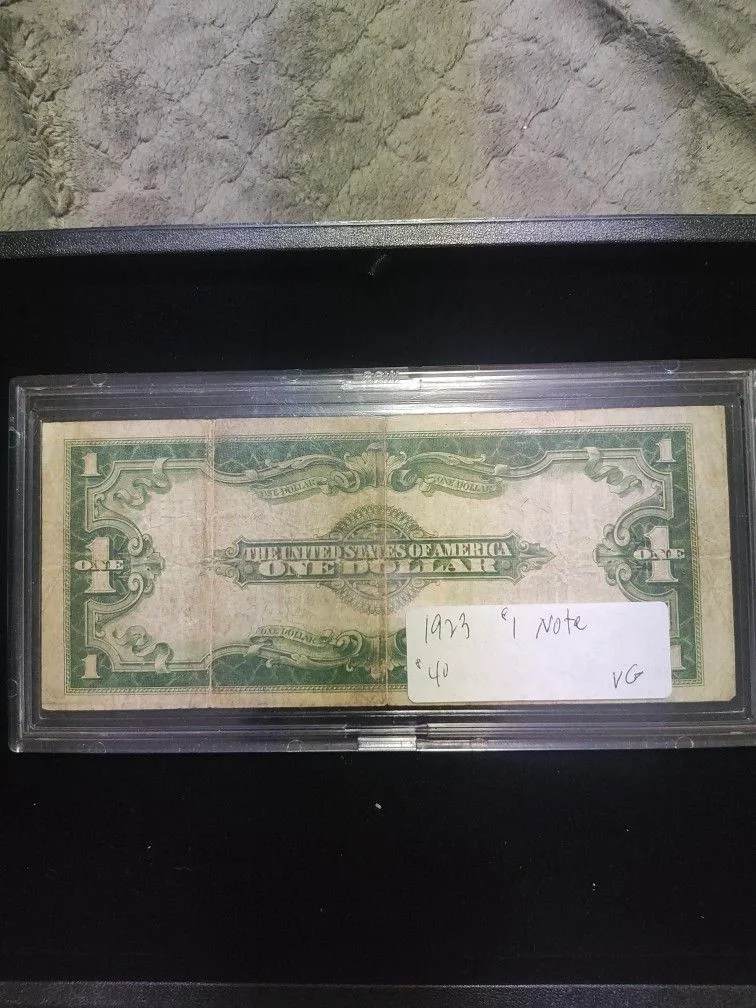 1 1
ONE DOLLAR ONE DOLLAR
THE UNITED STATES OF AMERICA
ONE ONE DOLLAR ONE
ONE DOLLAR
1923 $1 Note
1 1
$40 VG